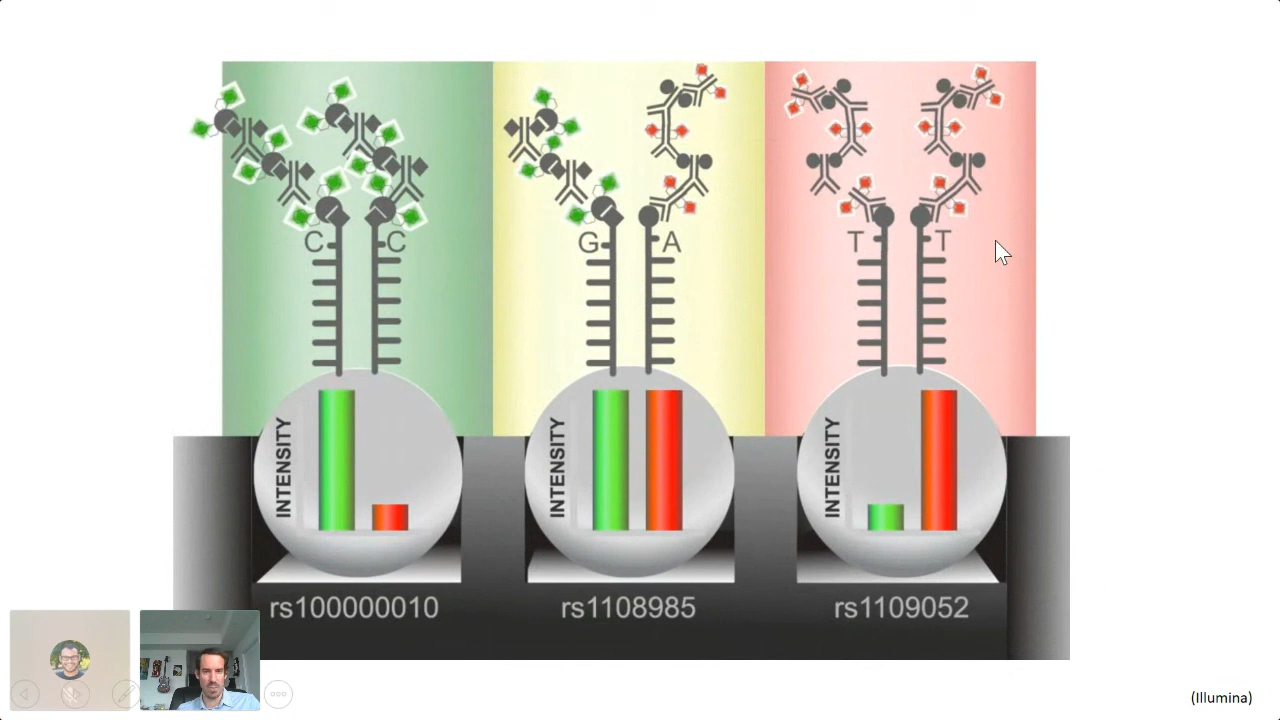 C C G A T T
INTENSITY INTENSITY INTENSITY
rs100000010 rs1108985 rs1109052
(Illumina)